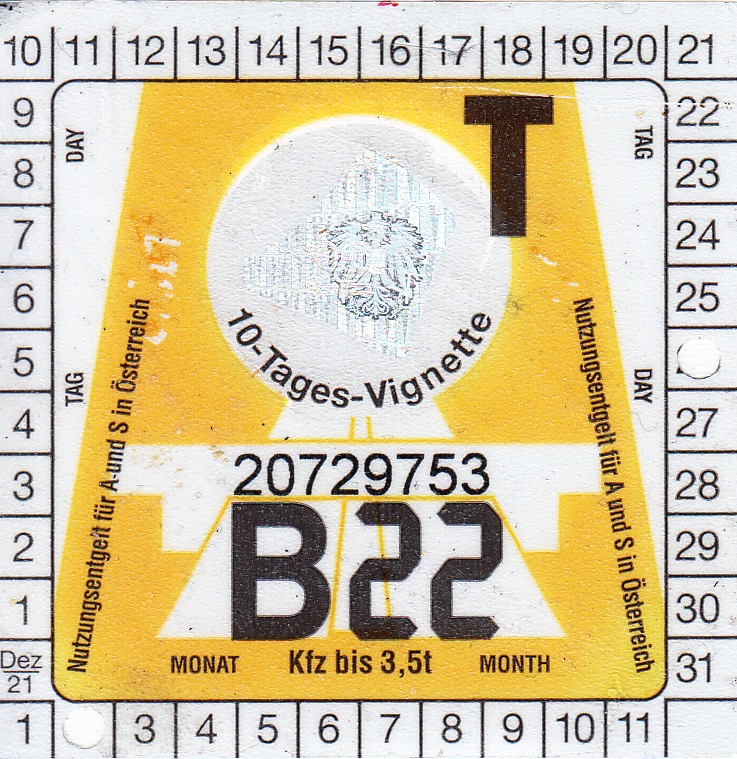 10 11 12 13 14 15 16 17 18 19 20 21
9 22
8 23
7 24
6 25
5
4 27
3 28
2 29
1 30
Dez
21
31
1 3 4 5 6 7 8 9 10 11
DAY
TAG
T
TAG
DAY
Nutzungsentgelt für A und S in Österreich
Nutzungsentgelt für A und S in Österreich
10-Tages-Vignette
20729753
B22
MONAT Kfz bis 3,5t MONTH